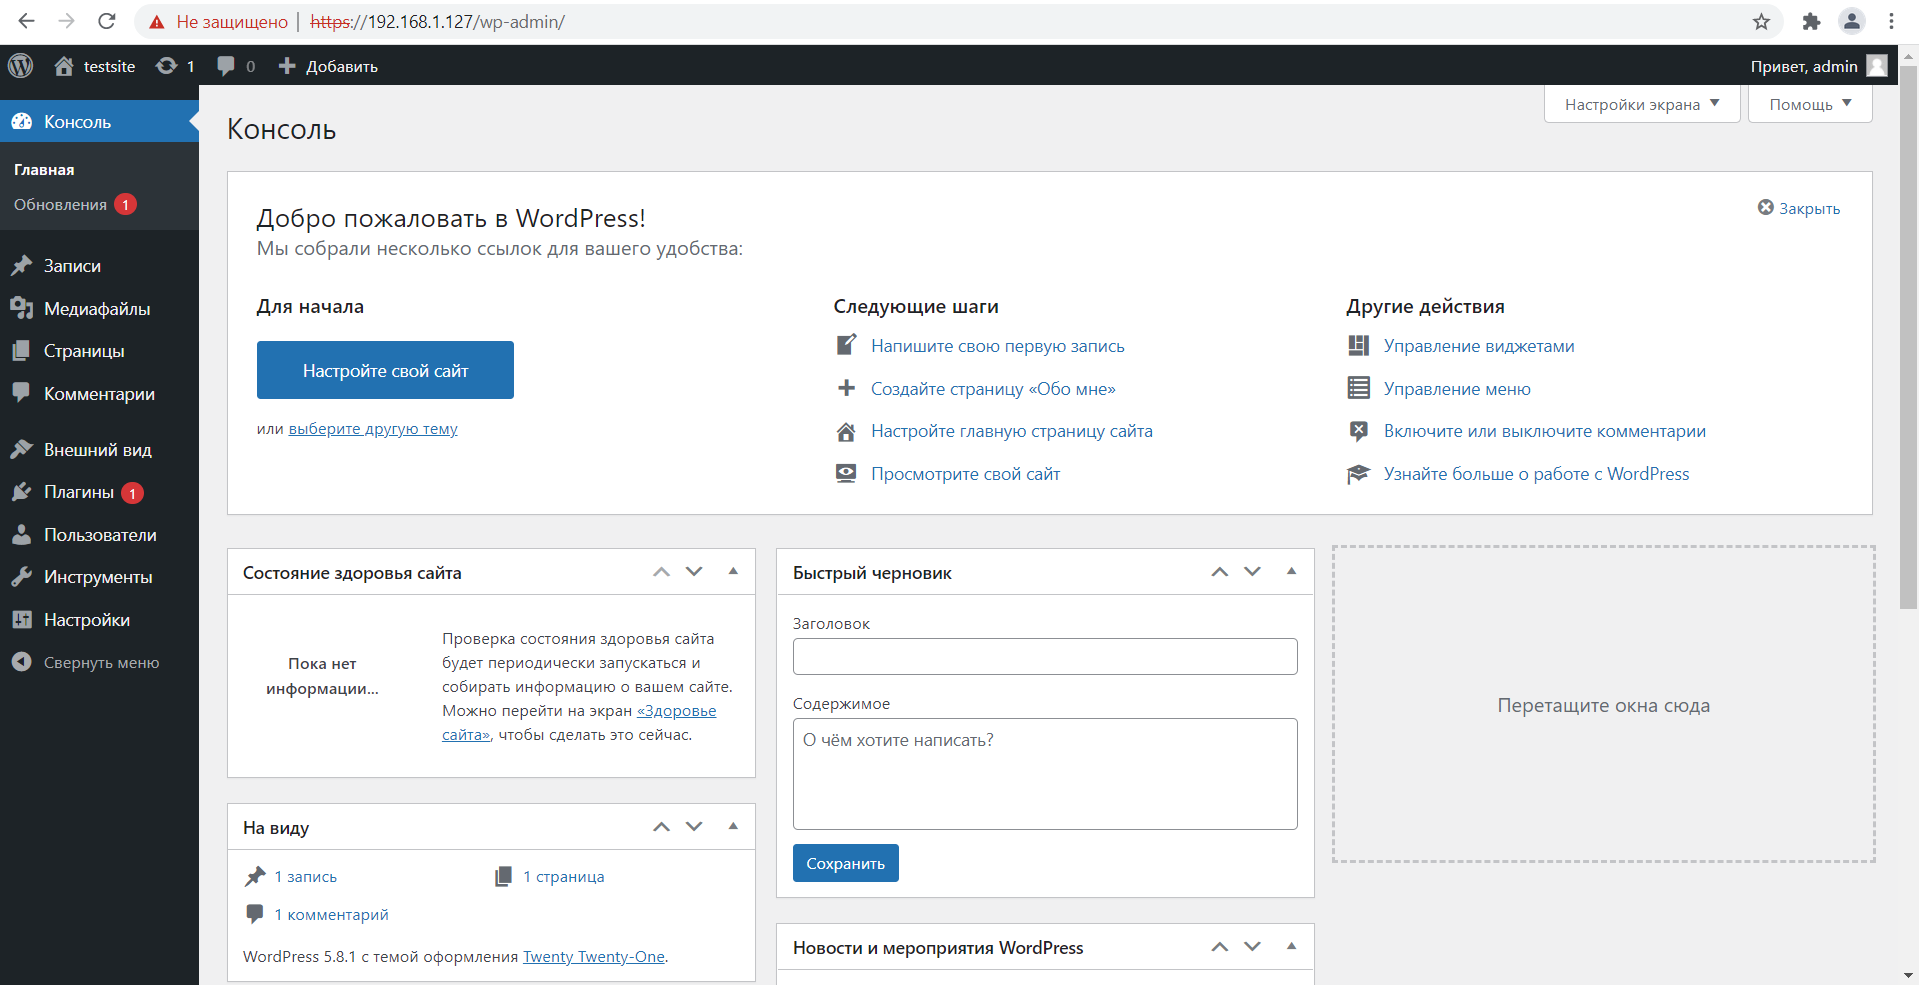 Не защищено | https://192.168.1.127/wp-admin/
testsite 1 0 Добавить
Привет, admin
Консоль
Главная
Обновления 1
Записи
Медиафайлы
Страницы
Комментарии
Внешний вид
Плагины 1
Пользователи
Инструменты
Настройки
Свернуть меню
Настройки экрана
Помощь
Консоль
Добро пожаловать в WordPress!
Мы собрали несколько ссылок для вашего удобства:
Закрыть
Для начала
Настройте свой сайт
или выберите другую тему
Следующие шаги
Напишите свою первую запись
Создайте страницу «Обо мне»
Настройте главную страницу сайта
Просмотрите свой сайт
Другие действия
Управление виджетами
Управление меню
Включите или выключите комментарии
Узнайте больше о работе с WordPress
Состояние здоровья сайта
Пока нет
информации...
Проверка состояния здоровья сайта
будет периодически запускаться и
собирать информацию о вашем сайте.
Можно перейти на экран «Здоровье
сайта», чтобы сделать это сейчас.
На виду
1 запись
1 страница
1 комментарий
WordPress 5.8.1 с темой оформления Twenty Twenty-One.
Быстрый черновик
Заголовок
Содержимое
О чём хотите написать?
Сохранить
Новости и мероприятия WordPress
Перетащите окна сюда